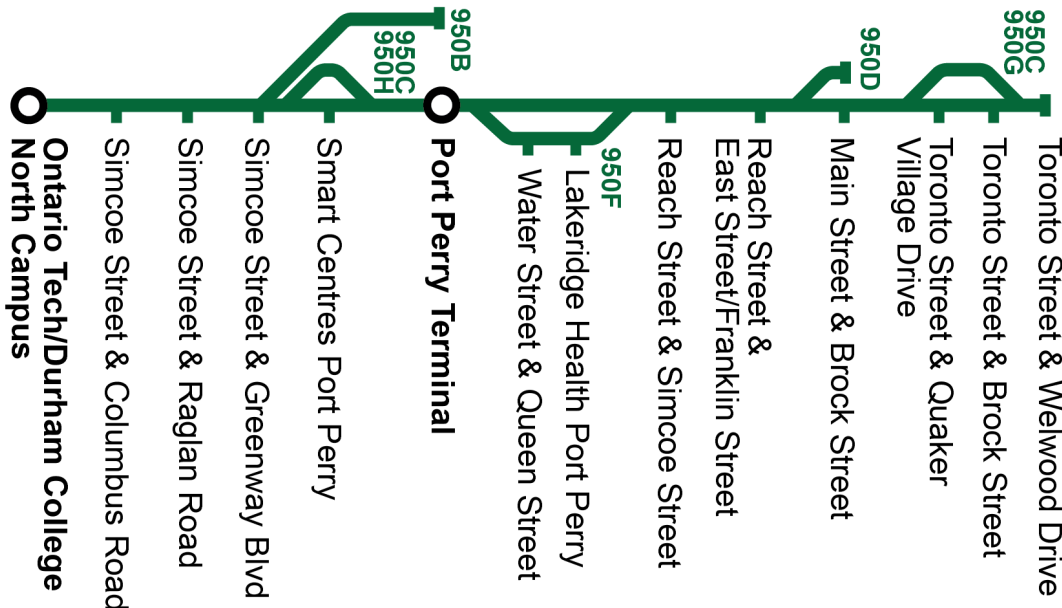 950B
950C
950H
950D
950C
950G
950F
Ontario Tech/Durham College
North Campus
Simcoe Street & Columbus Road
Simcoe Street & Raglan Road
Simcoe Street & Greenway Blvd
Smart Centres Port Perry
Port Perry Terminal
Water Street & Queen Street
Lakeridge Health Port Perry
Reach Street & Simcoe Street
Reach Street &
East Street/Franklin Street
Main Street & Brock Street
Toronto Street & Quaker
Village Drive
Toronto Street & Brock Street
Toronto Street & Welwood Drive